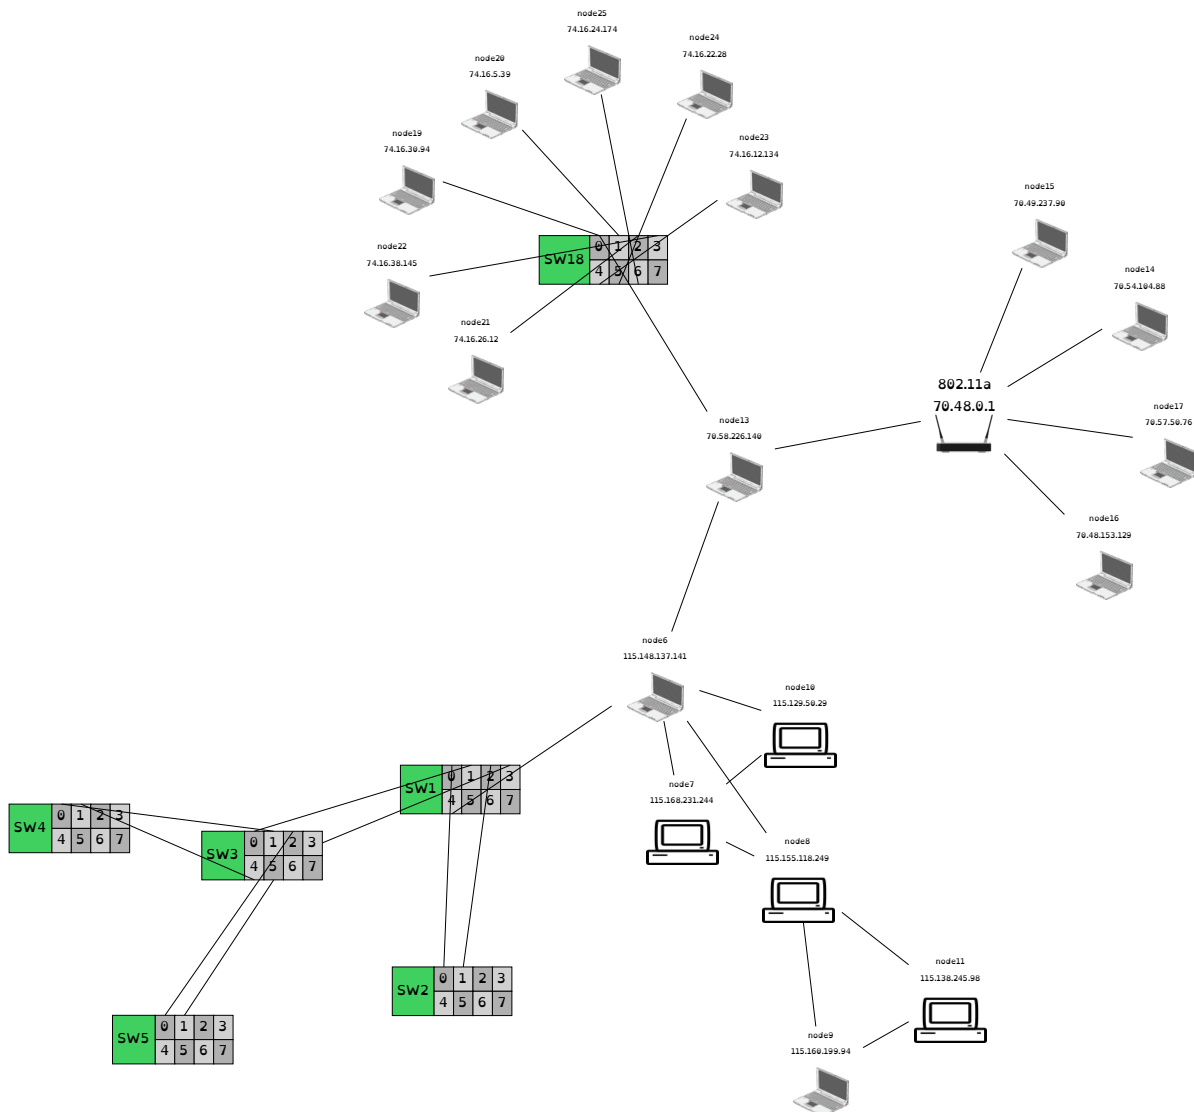 node25
74.16.24.174
node24
74.16.22.28
node20
74.16.5.39
node23
74.16.12.134
node19
74.16.30.94
node15
70.49.237.90
node22
74.16.38.145
SW18 0 1 2 3
4 5 6 7
node14
70.54.104.88
node21
74.16.26.12
802.11a
70.48.0.1
node13
70.58.226.140
node17
70.57.50.76
node16
70.48.153.129
node6
115.148.137.141
node10
115.129.50.29
SW1 0 1 2 3
4 5 6 7
node7
115.168.231.244
SW4 0 1 2 3
4 5 6 7
SW3 0 1 2 3
4 5 6 7
node8
115.155.118.249
node11
115.138.245.98
SW2 0 1 2 3
4 5 6 7
SW5 0 1 2 3
4 5 6 7
node9
115.160.199.94